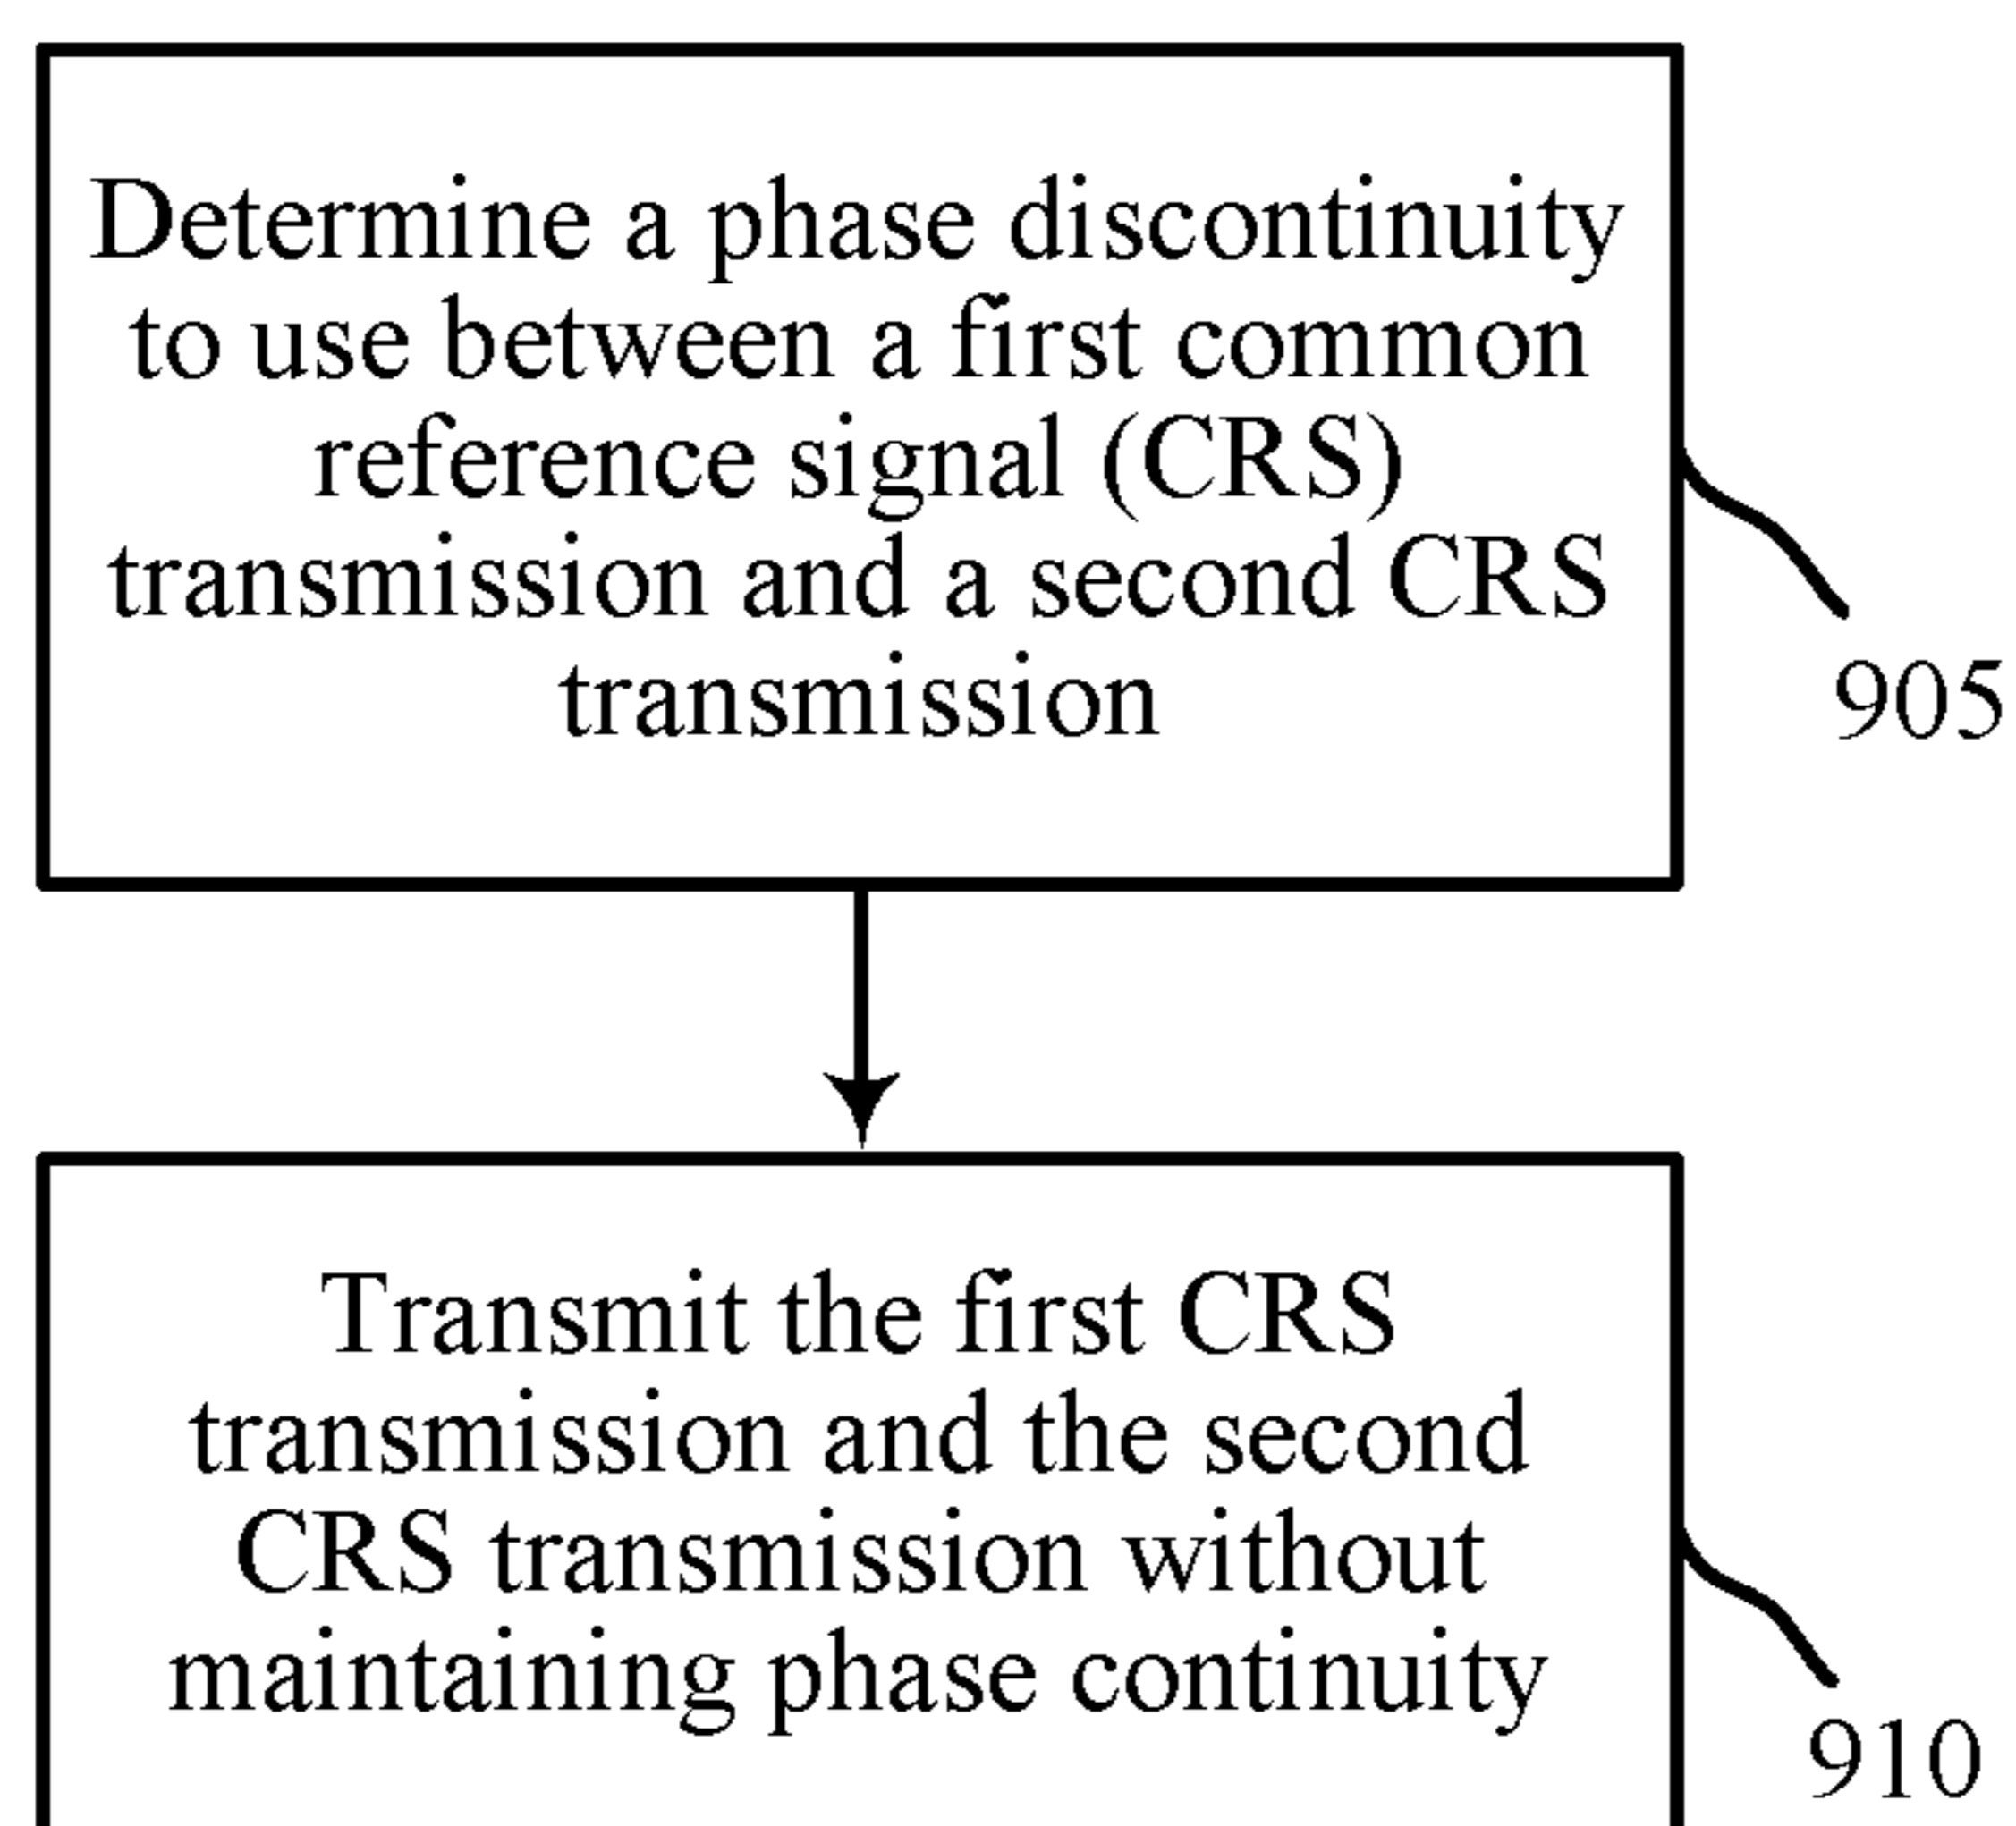 Determine a phase discontinuity
to use between a first common
reference signal (CRS)
transmission and a second CRS
transmission
905
Transmit the first CRS
transmission and the second
CRS transmission without
maintaining phase continuity
910